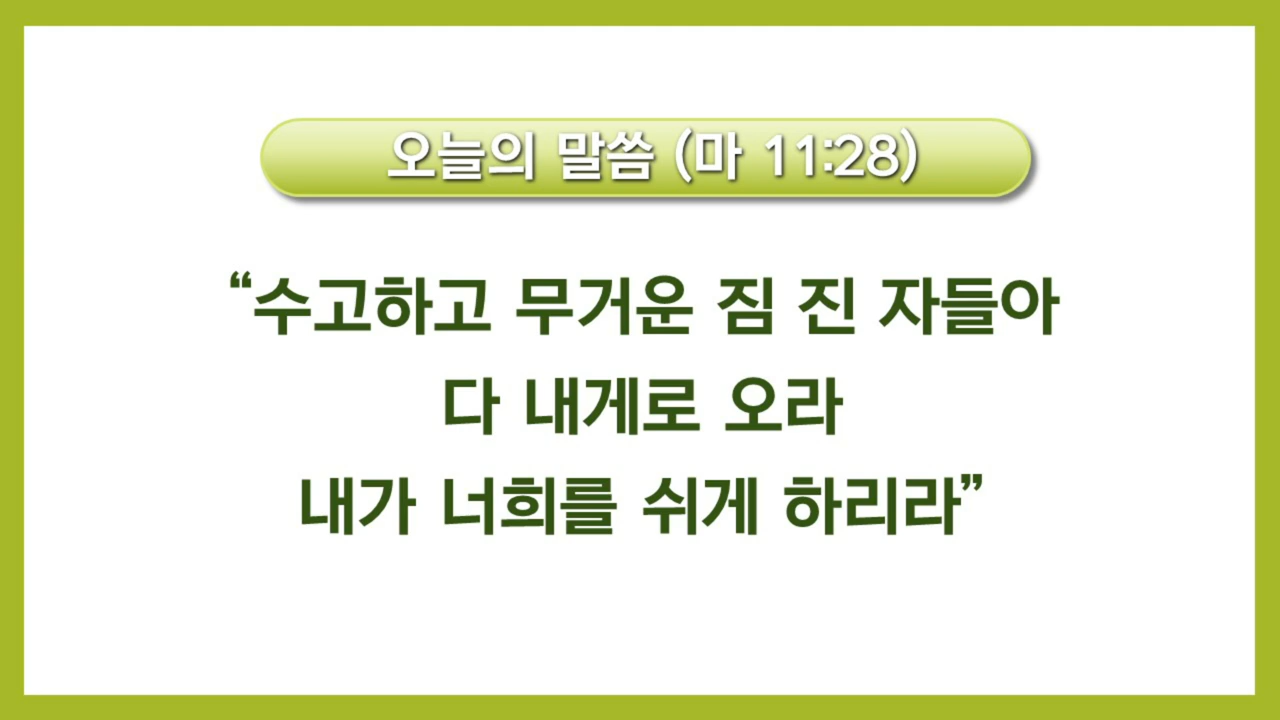 오늘의 말씀 (마 11:28)
“수고하고 무거운 짐 진 자들아
다 내게로 오라
내가 너희를 쉬게 하리라”